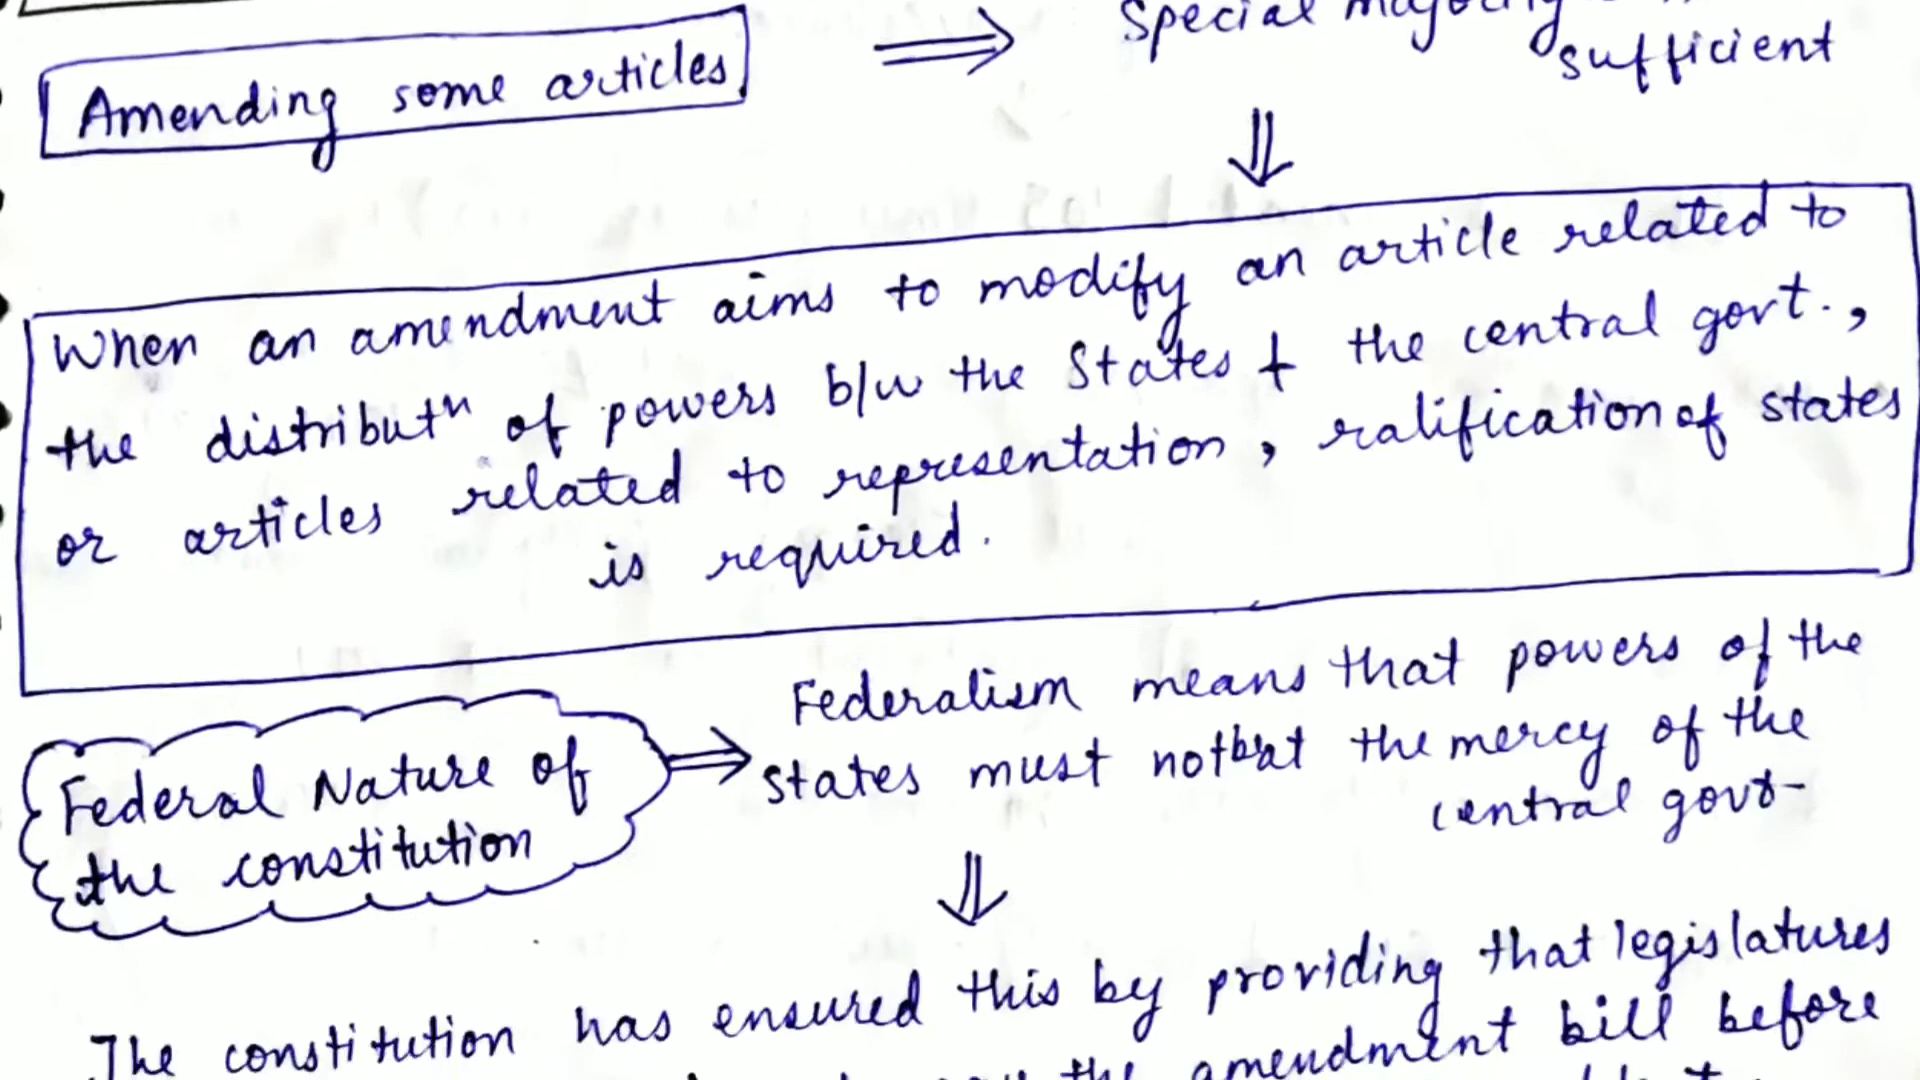 Amending some articles
⇒ Special majority
sufficient
When an amendment aims to modify an article related to
the distributn of powers b/w the States & the central govt.,
or articles related to representation, ratification of states
is required.
Federal Nature of
the constitution
⇒ Federalism means that powers of the
states must not be at the mercy of the
central govt
The constitution has ensured this by providing that legislatures
the amendment bill before